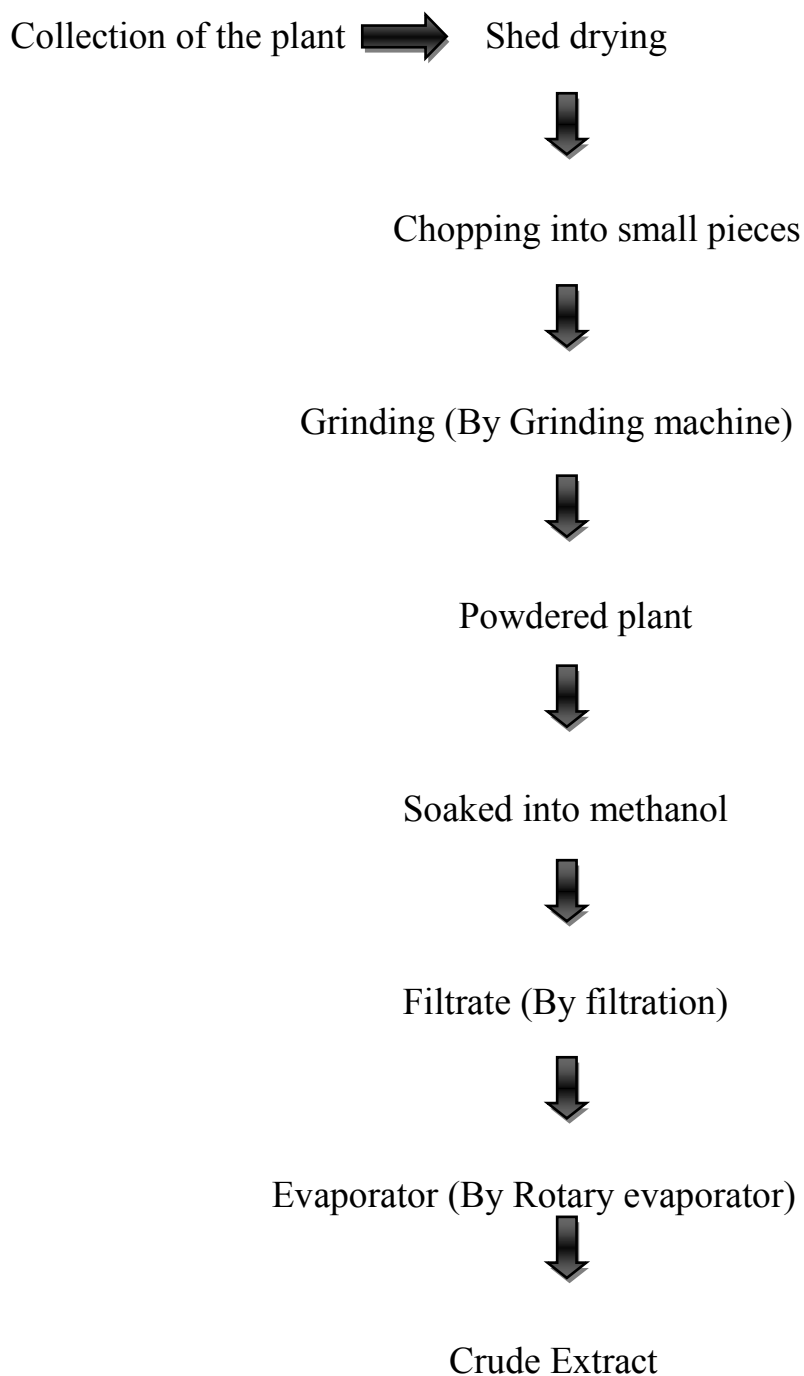 Collection of the plant Shed drying
Chopping into small pieces
Grinding (By Grinding machine)
Powdered plant
Soaked into methanol
Filtrate (By filtration)
Evaporator (By Rotary evaporator)
Crude Extract